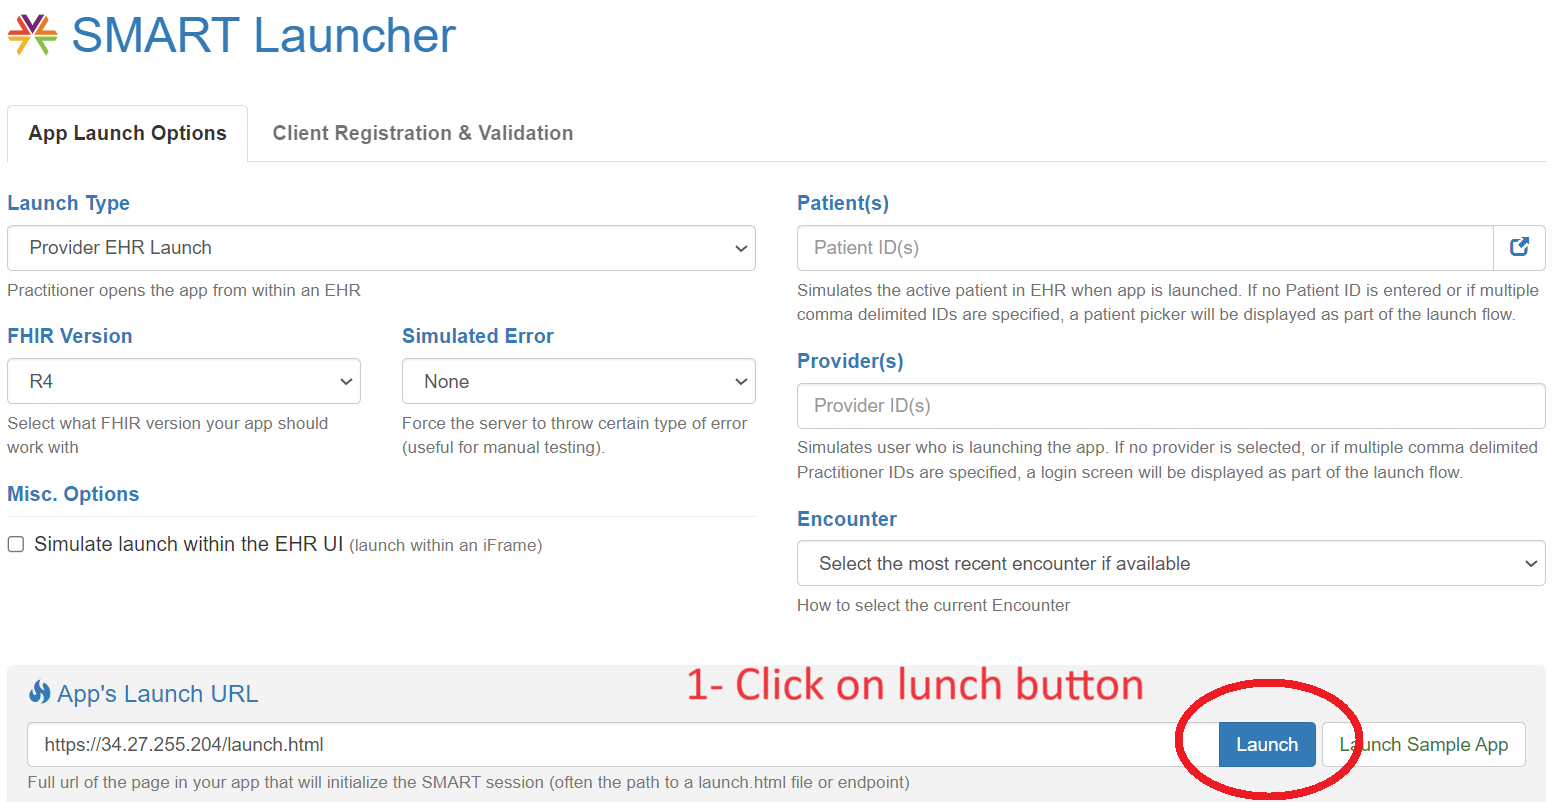 SMART Launcher
App Launch Options
Client Registration & Validation
Launch Type
Provider EHR Launch
Practitioner opens the app from within an EHR
FHIR Version
R4
Select what FHIR version your app should
work with
Simulated Error
None
Force the server to throw certain type of error
(useful for manual testing).
Misc. Options
Simulate launch within the EHR UI (launch within an iFrame)
Patient(s)
Patient ID(s)
Simulates the active patient in EHR when app is launched. If no Patient ID is entered or if multiple
comma delimited IDs are specified, a patient picker will be displayed as part of the launch flow.
Provider(s)
Provider ID(s)
Simulates user who is launching the app. If no provider is selected, or if multiple comma delimited
Practitioner IDs are specified, a login screen will be displayed as part of the launch flow.
Encounter
Select the most recent encounter if available
How to select the current Encounter
App's Launch URL
1- Click on lunch button
https://34.27.255.204/launch.html
Launch
Launch Sample App
Full url of the page in your app that will initialize the SMART session (often the path to a launch.html file or endpoint)